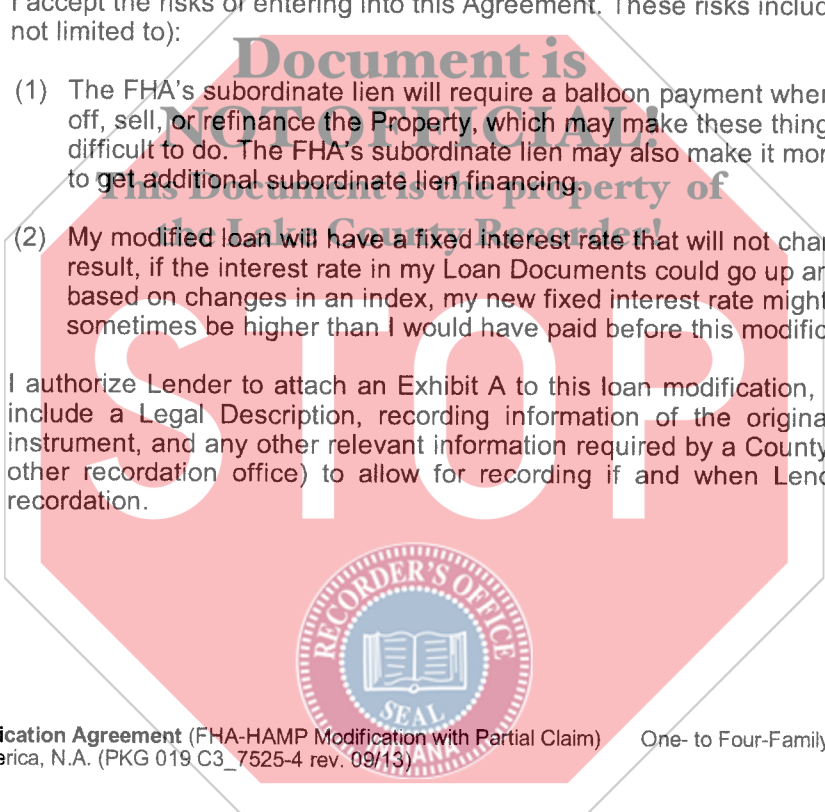 I accept the risks of entering into this Agreement. These risks includ
not limited to):
Document is
(1) The FHA's subordinate lien will require a balloon payment when
off, sell, or refinance the Property, which may make these thing
NOT OFFICIAL!
difficult to do. The FHA's subordinate lien may also make it mor
to get additional subordinate lien financing.
This Document is the property of
the Lake County Recorder!
(2) My modified loan will have a fixed interest rate that will not char
result, if the interest rate in my Loan Documents could go up an
based on changes in an index, my new fixed interest rate might
sometimes be higher than I would have paid before this modific
STOP
I authorize Lender to attach an Exhibit A to this loan modification,
include a Legal Description, recording information of the origina
instrument, and any other relevant information required by a County
other recordation office) to allow for recording if and when Lend
recordation.
RECORDER'S OFFICE
SEAL
INDIANA
ication Agreement (FHA-HAMP Modification with Partial Claim) One- to Four-Family
erica, N.A. (PKG 019 C3_7525-4 rev. 09/13)